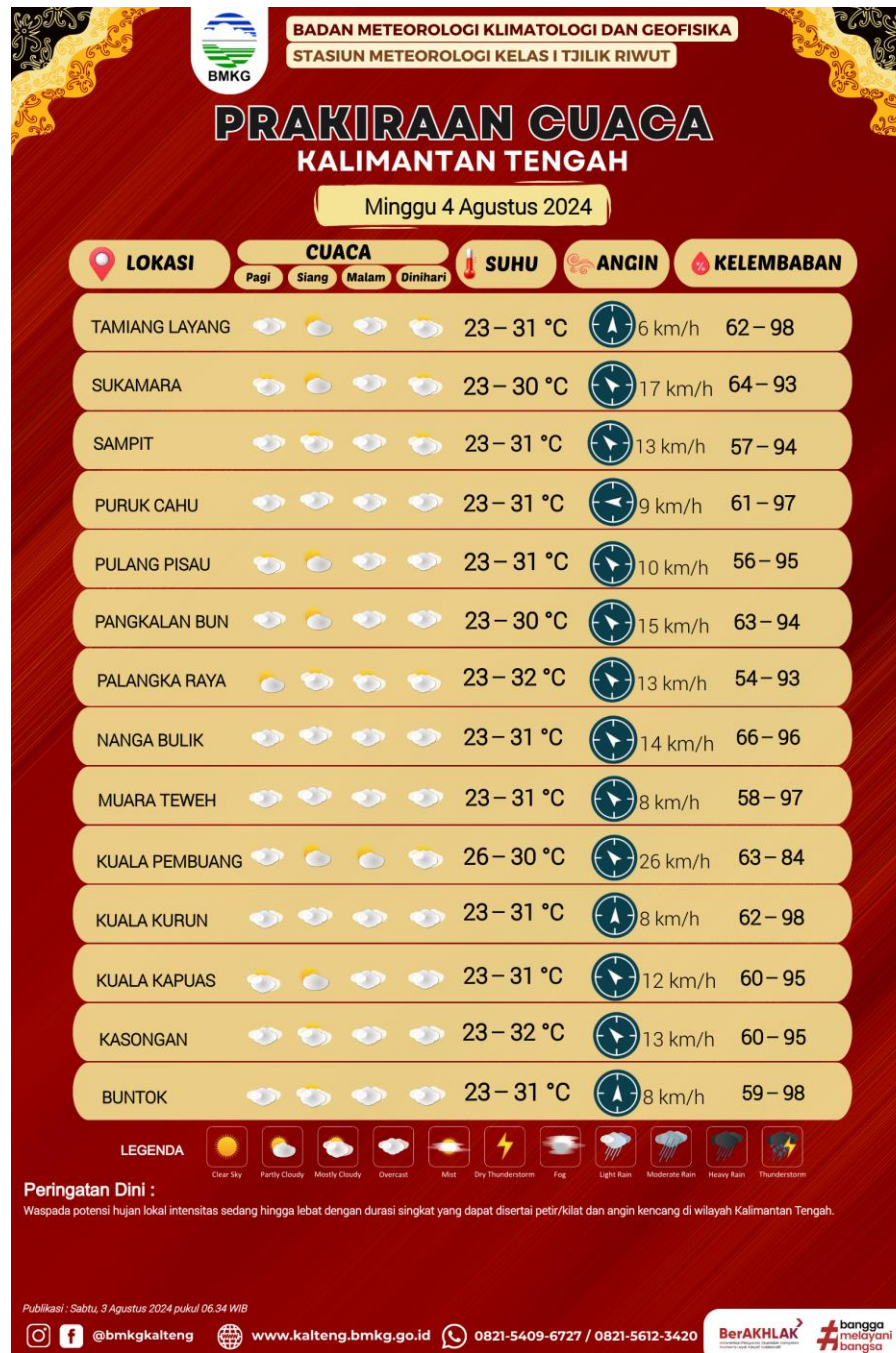 BMKG
BADAN METEOROLOGI KLIMATOLOGI DAN GEOFISIKA
STASIUN METEOROLOGI KELAS I TJILIK RIWUT
PRAKIRAAN CUACA
KALIMANTAN TENGAH
Minggu 4 Agustus 2024
LOKASI CUACA SUHU ANGIN % KELEMBABAN
Pagi Siang Malam Dinihari
TAMIANG LAYANG 23 – 31 °C 6 km/h 62 – 98
SUKAMARA 23 – 30 °C 17 km/h 64 – 93
SAMPIT 23 – 31 °C 13 km/h 57 – 94
PURUK CAHU 23 – 31 °C 9 km/h 61 – 97
PULANG PISAU 23 – 31 °C 10 km/h 56 – 95
PANGKALAN BUN 23 – 30 °C 15 km/h 63 – 94
PALANGKA RAYA 23 – 32 °C 13 km/h 54 – 93
NANGA BULIK 23 – 31 °C 14 km/h 66 – 96
MUARA TEWEH 23 – 31 °C 8 km/h 58 – 97
KUALA PEMBUANG 26 – 30 °C 26 km/h 63 – 84
KUALA KURUN 23 – 31 °C 8 km/h 62 – 98
KUALA KAPUAS 23 – 31 °C 12 km/h 60 – 95
KASONGAN 23 – 32 °C 13 km/h 60 – 95
BUNTOK 23 – 31 °C 8 km/h 59 – 98
LEGENDA
Clear Sky Partly Cloudy Mostly Cloudy Overcast Mist Dry Thunderstorm Fog Light Rain Moderate Rain Heavy Rain Thunderstorm
Peringatan Dini :
Waspada potensi hujan lokal intensitas sedang hingga lebat dengan durasi singkat yang dapat disertai petir/kilat dan angin kencang di wilayah Kalimantan Tengah.
Publikasi : Sabtu, 3 Agustus 2024 pukul 06.34 WIB
@bmkgkalteng www.kalteng.bmkg.go.id 0821-5409-6727 / 0821-5612-3420
BerAKHLAK
#bangga
melayani
bangsa